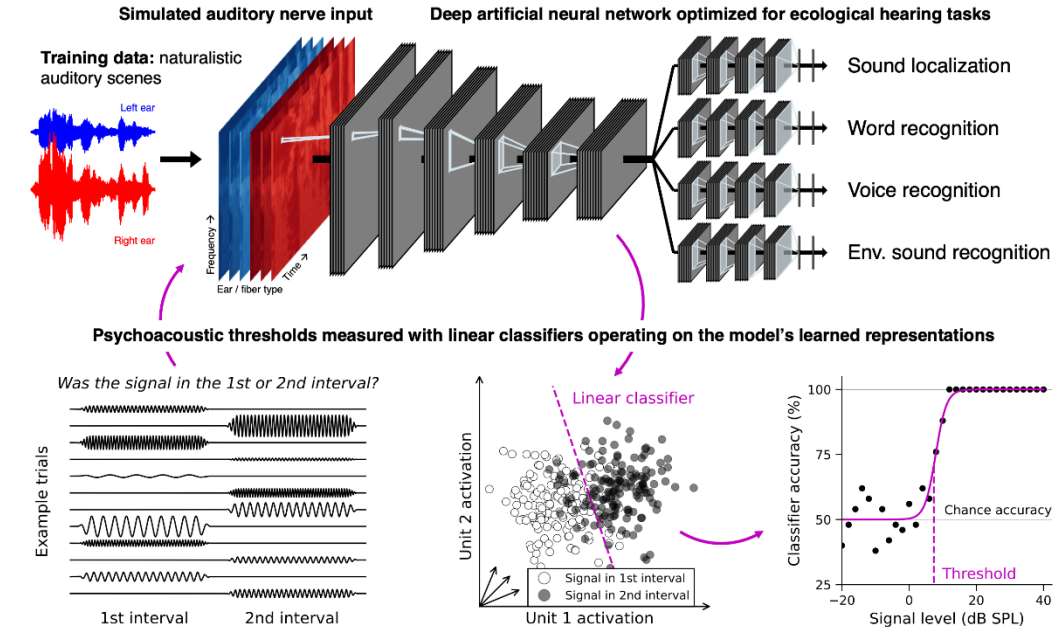 Simulated auditory nerve input
Deep artificial neural network optimized for ecological hearing tasks
Training data: naturalistic
auditory scenes
Left ear
Right ear
Frequency →
Time →
Ear / fiber type
Sound localization
Word recognition
Voice recognition
Env. sound recognition
Psychoacoustic thresholds measured with linear classifiers operating on the model's learned representations
Was the signal in the 1st or 2nd interval?
Example trials
1st interval
2nd interval
Unit 2 activation
Linear classifier
Signal in 1st interval
Signal in 2nd interval
Unit 1 activation
Classifier accuracy (%)
100
75
50
25
Chance accuracy
Threshold
−20
0
20
40
Signal level (dB SPL)